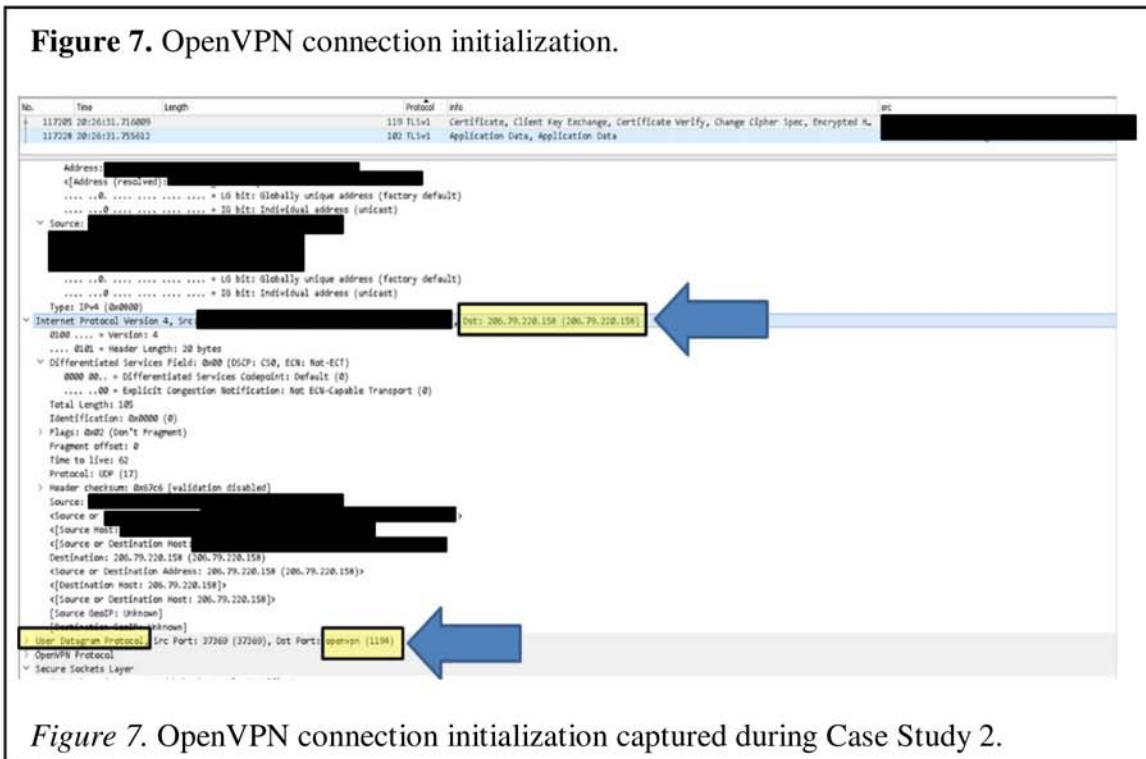 Figure 7. OpenVPN connection initialization.
No. Time Length Protocol info src
117205 20:26:31.716009 119 TLSv1 Certificate, Client Key Exchange, Certificate Verify, Change Cipher Spec, Encrypted H…
117228 20:26:31.755612 102 TLSv1 Application Data, Application Data
Address:
<[Address (resolved):
.... ..0. .... .... .... .... = LG bit: Globally unique address (factory default)
.... ...0 .... .... .... .... = IG bit: Individual address (unicast)
Source:
.... ..0. .... .... .... .... = LG bit: Globally unique address (factory default)
.... ...0 .... .... .... .... = IG bit: Individual address (unicast)
Type: IPv4 (0x0800)
Internet Protocol Version 4, Src: , Dst: 206.79.220.158 (206.79.220.158)
0100 .... = Version: 4
.... 0101 = Header Length: 20 bytes
Differentiated Services Field: 0x00 (DSCP: CS0, ECN: Not-ECT)
0000 00.. = Differentiated Services Codepoint: Default (0)
.... ..00 = Explicit Congestion Notification: Not ECN-Capable Transport (0)
Total Length: 105
Identification: 0x0000 (0)
Flags: 0x02 (Don't Fragment)
Fragment offset: 0
Time to live: 62
Protocol: UDP (17)
Header checksum: 0x67c6 [validation disabled]
Source:
<Source or >
<[Source Host:
<[Source or Destination Host:
Destination: 206.79.220.158 (206.79.220.158)
<Source or Destination Address: 206.79.220.158 (206.79.220.158)>
<[Destination Host: 206.79.220.158]>
<[Source or Destination Host: 206.79.220.158]>
[Source GeoIP: Unknown]
[Destination GeoIP: Unknown]
User Datagram Protocol, Src Port: 37369 (37369), Dst Port: openvpn (1194)
OpenVPN Protocol
Secure Sockets Layer
Figure 7. OpenVPN connection initialization captured during Case Study 2.